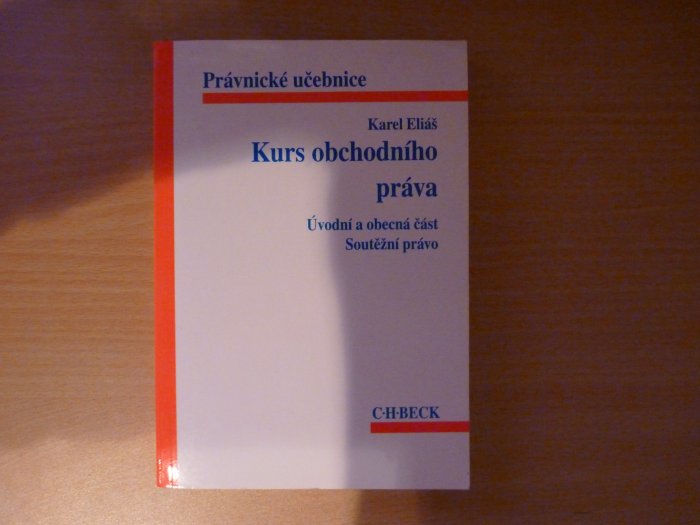 Právnické učebnice
Karel Eliáš
Kurs obchodního
práva
Úvodní a obecná část
Soutěžní právo
C·H·BECK